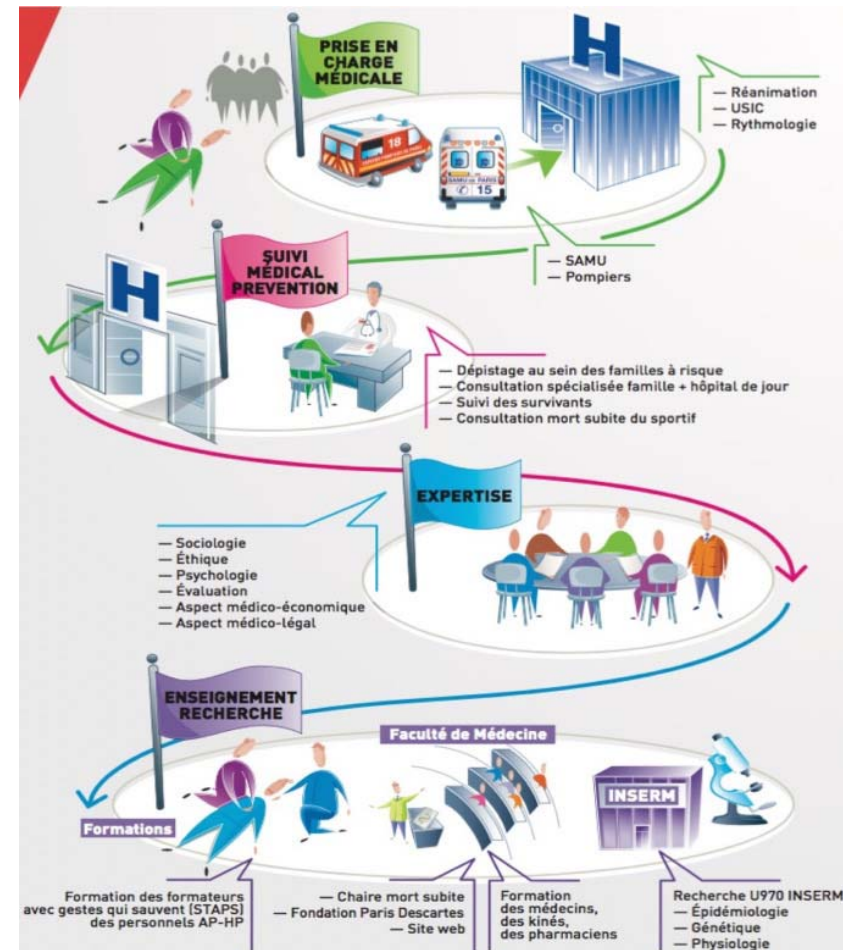 PRISE EN
CHARGE
MÉDICALE
H
— Réanimation
— USIC
— Rythmologie
18
SAMU DE PARIS
15
— SAMU
— Pompiers
SUIVI
MÉDICAL
PREVENTION
H
— Dépistage au sein des familles à risque
— Consultation spécialisée famille + hôpital de jour
— Suivi des survivants
— Consultation mort subite du sportif
EXPERTISE
— Sociologie
— Éthique
— Psychologie
— Évaluation
— Aspect médico-économique
— Aspect médico-légal
ENSEIGNEMENT
RECHERCHE
Faculté de Médecine
INSERM
Formations
Formation des formateurs
avec gestes qui sauvent (STAPS)
des personnels AP-HP
— Chaire mort subite
— Fondation Paris Descartes
— Site web
Formation
des médecins,
des kinés,
des pharmaciens
Recherche U970 INSERM
— Épidémiologie
— Génétique
— Physiologie